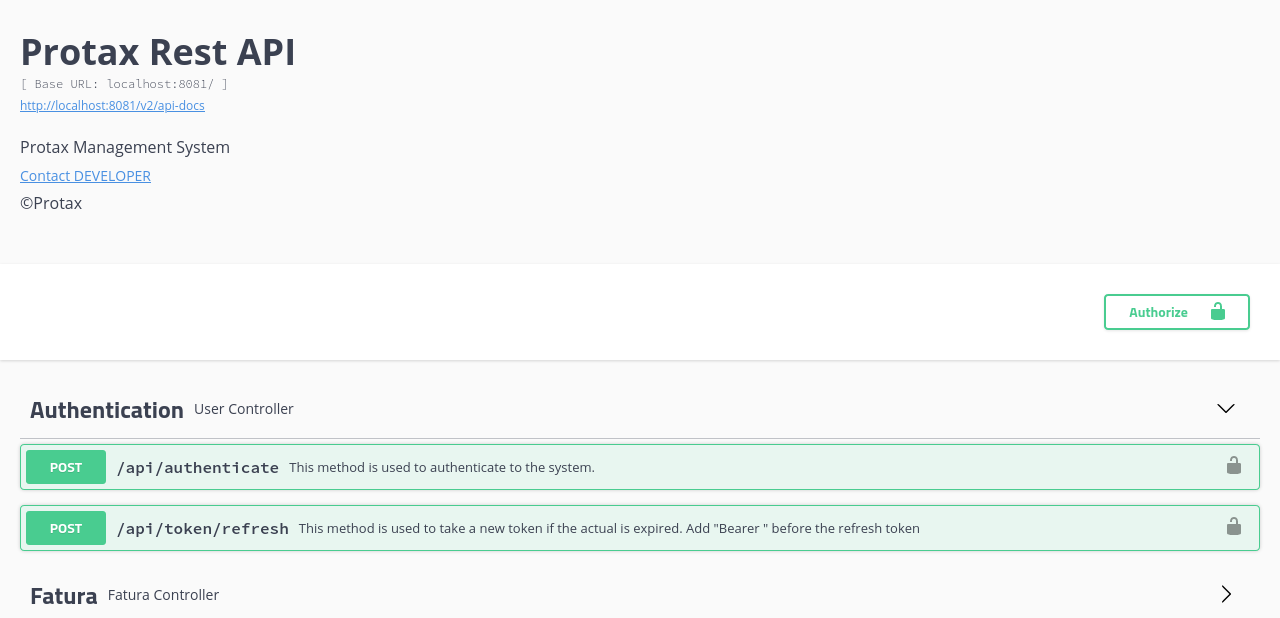 Protax Rest API
[ Base URL: localhost:8081/ ]
http://localhost:8081/v2/api-docs
Protax Management System
Contact DEVELOPER
©Protax
Authorize
Authentication User Controller
POST /api/authenticate This method is used to authenticate to the system.
POST /api/token/refresh This method is used to take a new token if the actual is expired. Add "Bearer " before the refresh token
Fatura Fatura Controller